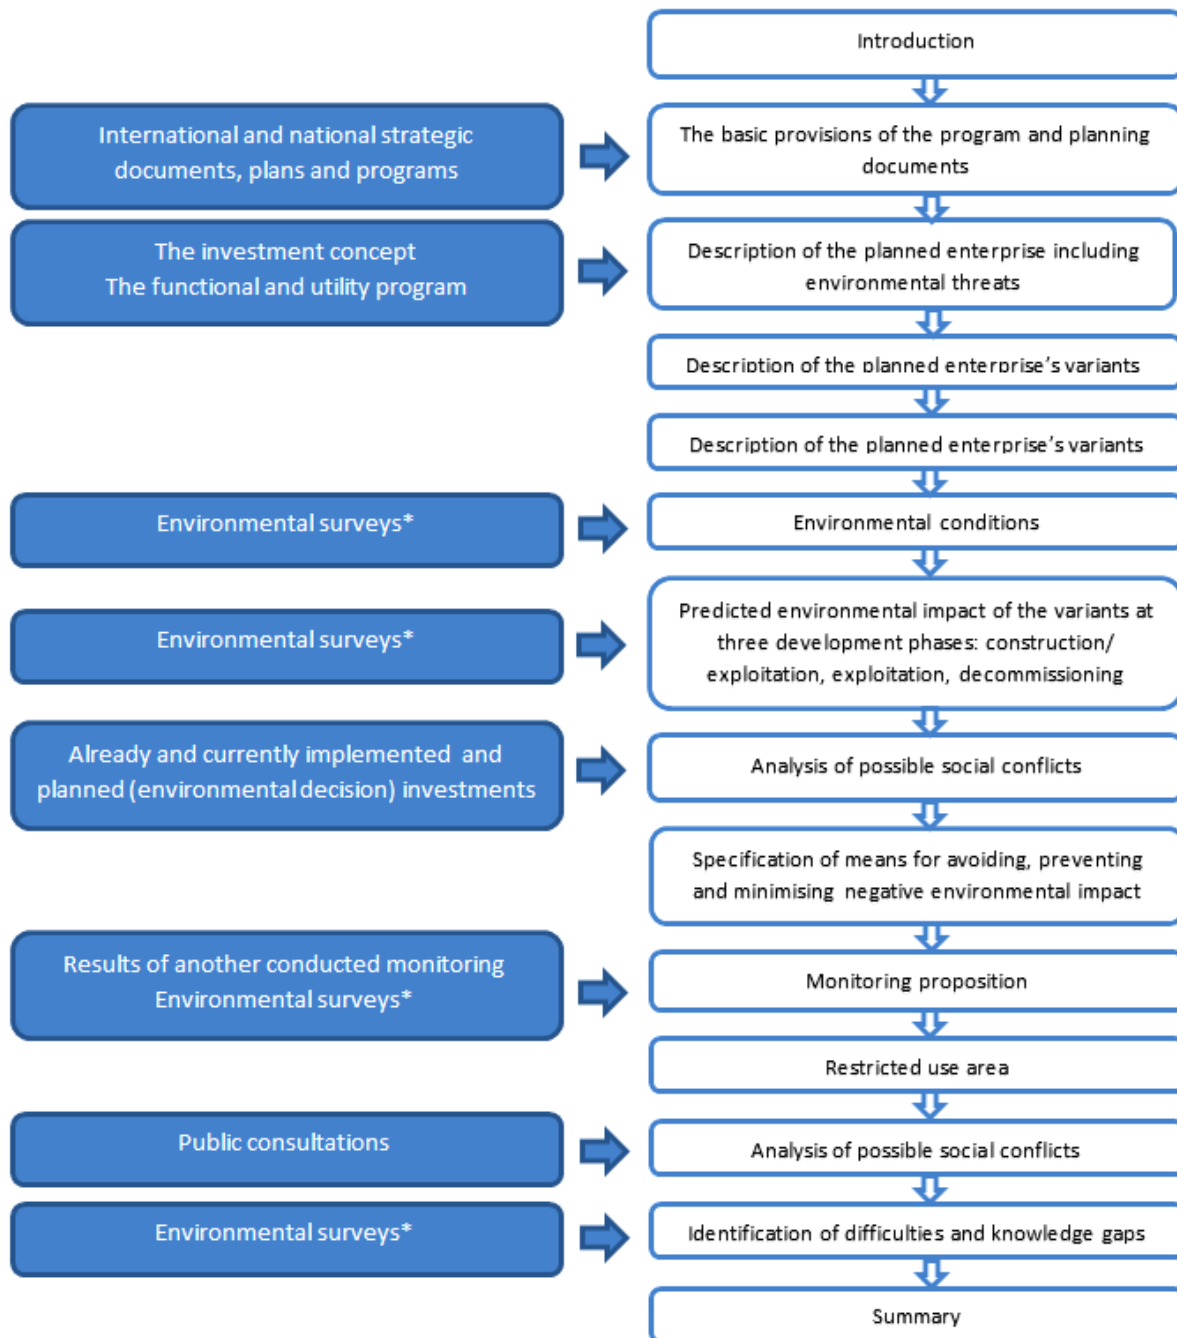 Introduction
International and national strategic
documents, plans and programs
The basic provisions of the program and planning
documents
The investment concept
The functional and utility program
Description of the planned enterprise including
environmental threats
Description of the planned enterprise's variants
Description of the planned enterprise's variants
Environmental surveys*
Environmental conditions
Environmental surveys*
Predicted environmental impact of the variants at
three development phases: construction/
exploitation, exploitation, decommissioning
Already and currently implemented and
planned (environmental decision) investments
Analysis of possible social conflicts
Specification of means for avoiding, preventing
and minimising negative environmental impact
Results of another conducted monitoring
Environmental surveys*
Monitoring proposition
Restricted use area
Public consultations
Analysis of possible social conflicts
Environmental surveys*
Identification of difficulties and knowledge gaps
Summary